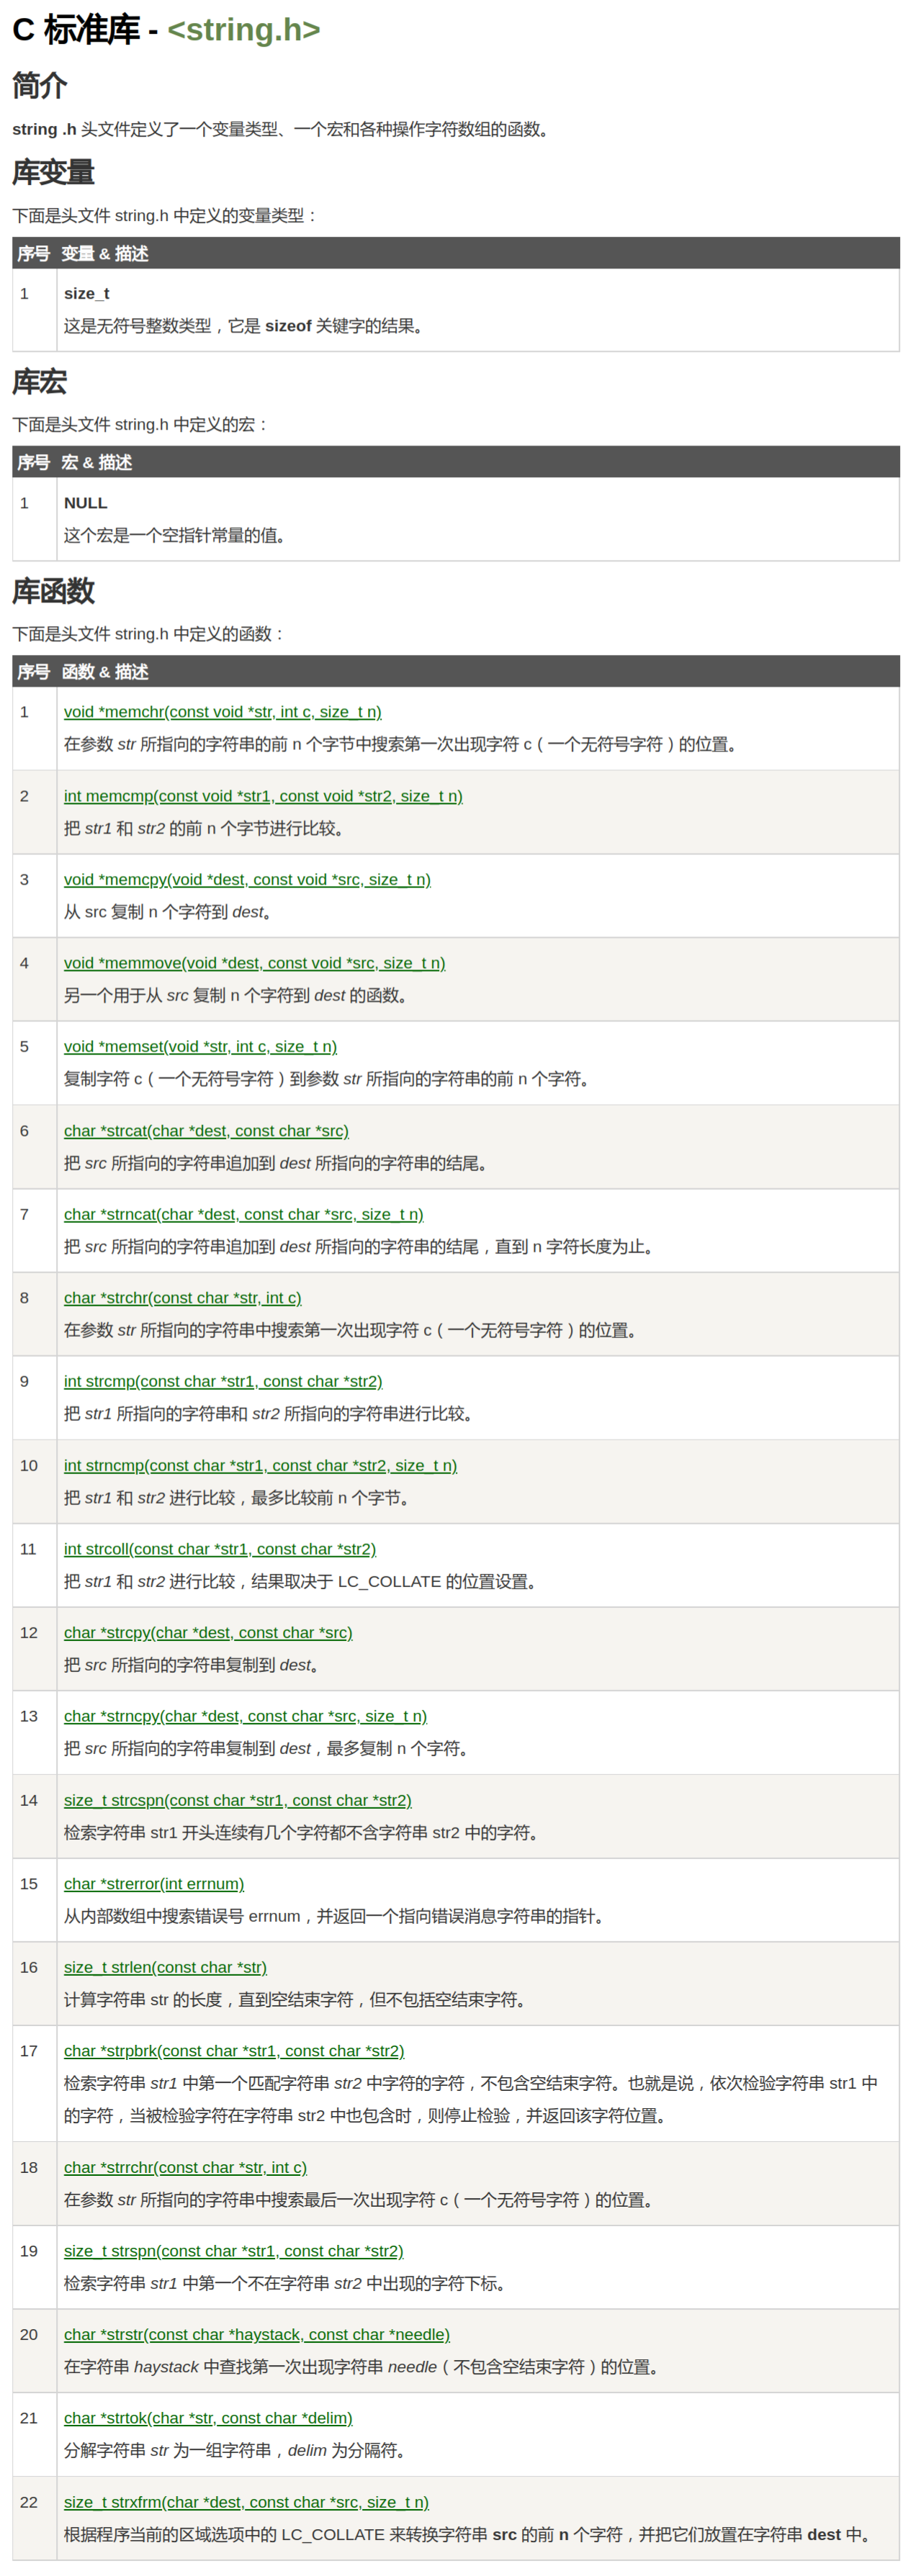 C 标准库 - <string.h>
简介
string .h 头文件定义了一个变量类型、一个宏和各种操作字符数组的函数。
库变量
下面是头文件 string.h 中定义的变量类型：
序号 变量 & 描述
1 size_t
这是无符号整数类型，它是 sizeof 关键字的结果。
库宏
下面是头文件 string.h 中定义的宏：
序号 宏 & 描述
1 NULL
这个宏是一个空指针常量的值。
库函数
下面是头文件 string.h 中定义的函数：
序号 函数 & 描述
1 void *memchr(const void *str, int c, size_t n)
在参数 str 所指向的字符串的前 n 个字节中搜索第一次出现字符 c（一个无符号字符）的位置。
2 int memcmp(const void *str1, const void *str2, size_t n)
把 str1 和 str2 的前 n 个字节进行比较。
3 void *memcpy(void *dest, const void *src, size_t n)
从 src 复制 n 个字符到 dest。
4 void *memmove(void *dest, const void *src, size_t n)
另一个用于从 src 复制 n 个字符到 dest 的函数。
5 void *memset(void *str, int c, size_t n)
复制字符 c（一个无符号字符）到参数 str 所指向的字符串的前 n 个字符。
6 char *strcat(char *dest, const char *src)
把 src 所指向的字符串追加到 dest 所指向的字符串的结尾。
7 char *strncat(char *dest, const char *src, size_t n)
把 src 所指向的字符串追加到 dest 所指向的字符串的结尾，直到 n 字符长度为止。
8 char *strchr(const char *str, int c)
在参数 str 所指向的字符串中搜索第一次出现字符 c（一个无符号字符）的位置。
9 int strcmp(const char *str1, const char *str2)
把 str1 所指向的字符串和 str2 所指向的字符串进行比较。
10 int strncmp(const char *str1, const char *str2, size_t n)
把 str1 和 str2 进行比较，最多比较前 n 个字节。
11 int strcoll(const char *str1, const char *str2)
把 str1 和 str2 进行比较，结果取决于 LC_COLLATE 的位置设置。
12 char *strcpy(char *dest, const char *src)
把 src 所指向的字符串复制到 dest。
13 char *strncpy(char *dest, const char *src, size_t n)
把 src 所指向的字符串复制到 dest，最多复制 n 个字符。
14 size_t strcspn(const char *str1, const char *str2)
检索字符串 str1 开头连续有几个字符都不含字符串 str2 中的字符。
15 char *strerror(int errnum)
从内部数组中搜索错误号 errnum，并返回一个指向错误消息字符串的指针。
16 size_t strlen(const char *str)
计算字符串 str 的长度，直到空结束字符，但不包括空结束字符。
17 char *strpbrk(const char *str1, const char *str2)
检索字符串 str1 中第一个匹配字符串 str2 中字符的字符，不包含空结束字符。也就是说，依次检验字符串 str1 中
的字符，当被检验字符在字符串 str2 中也包含时，则停止检验，并返回该字符位置。
18 char *strrchr(const char *str, int c)
在参数 str 所指向的字符串中搜索最后一次出现字符 c（一个无符号字符）的位置。
19 size_t strspn(const char *str1, const char *str2)
检索字符串 str1 中第一个不在字符串 str2 中出现的字符下标。
20 char *strstr(const char *haystack, const char *needle)
在字符串 haystack 中查找第一次出现字符串 needle（不包含空结束字符）的位置。
21 char *strtok(char *str, const char *delim)
分解字符串 str 为一组字符串，delim 为分隔符。
22 size_t strxfrm(char *dest, const char *src, size_t n)
根据程序当前的区域选项中的 LC_COLLATE 来转换字符串 src 的前 n 个字符，并把它们放置在字符串 dest 中。